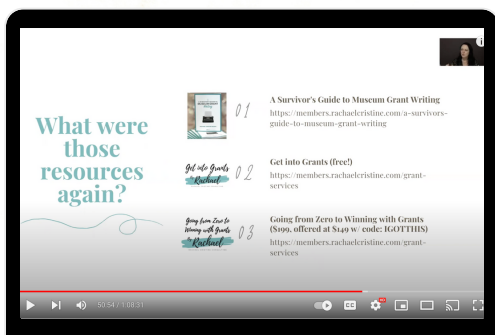 What were
those
resources
again?
01
A Survivor's Guide to Museum Grant Writing
https://members.rachaelcristine.com/a-survivors-
guide-to-museum-grant-writing
Get into Grants
Rachael
02
Get into Grants (free!)
https://members.rachaelcristine.com/grant-
services
Going from Zero to
Winning with Grants
Rachael
03
Going from Zero to Winning with Grants
($199, offered at $149 w/ code: IGOTTHIS)
https://members.rachaelcristine.com/grant-
services
50:54 / 1:08:31
CC
HD